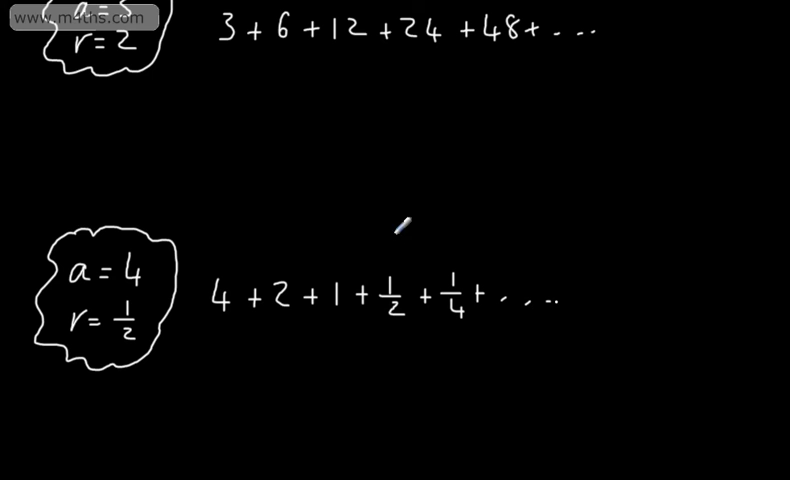 www.m4ths.com
a = 3
r = 2
3 + 6 + 12 + 24 + 48 + ...
a = 4
r = 1/2
4 + 2 + 1 + 1/2 + 1/4 + ....